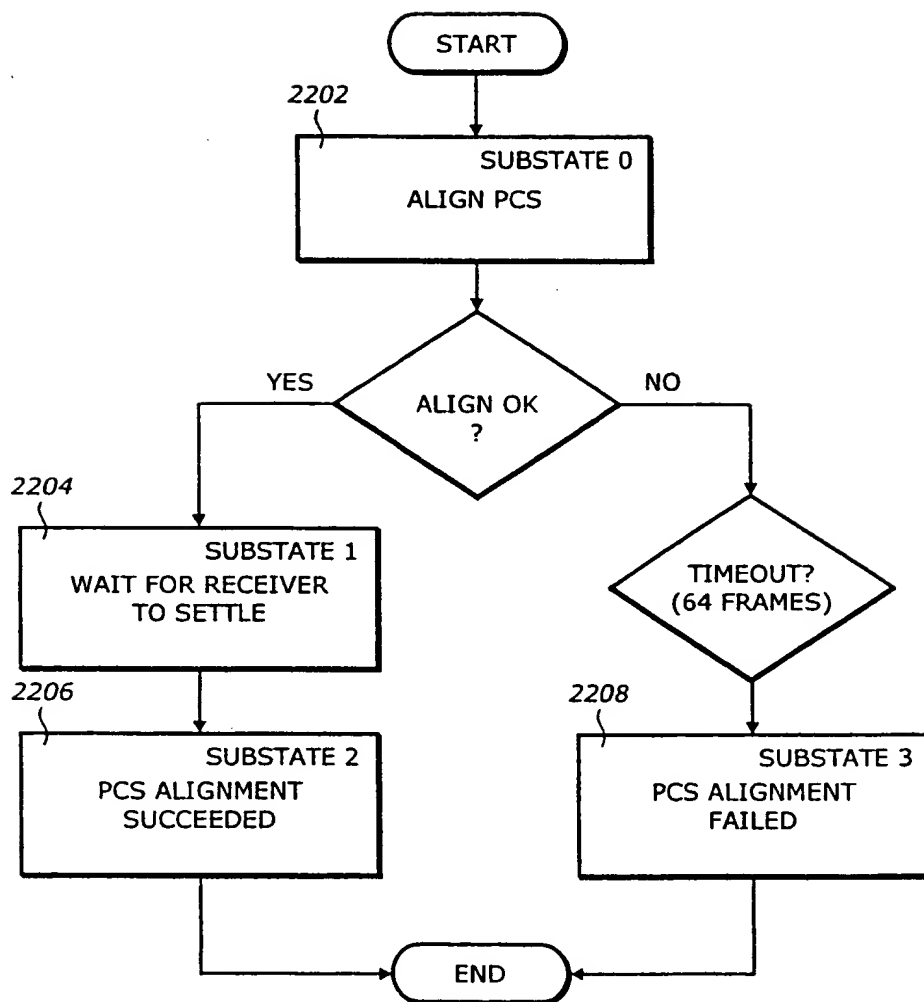 START
2202
SUBSTATE 0
ALIGN PCS
YES
NO
ALIGN OK
?
2204
SUBSTATE 1
WAIT FOR RECEIVER
TO SETTLE
TIMEOUT?
(64 FRAMES)
2206
SUBSTATE 2
PCS ALIGNMENT
SUCCEEDED
2208
SUBSTATE 3
PCS ALIGNMENT
FAILED
END